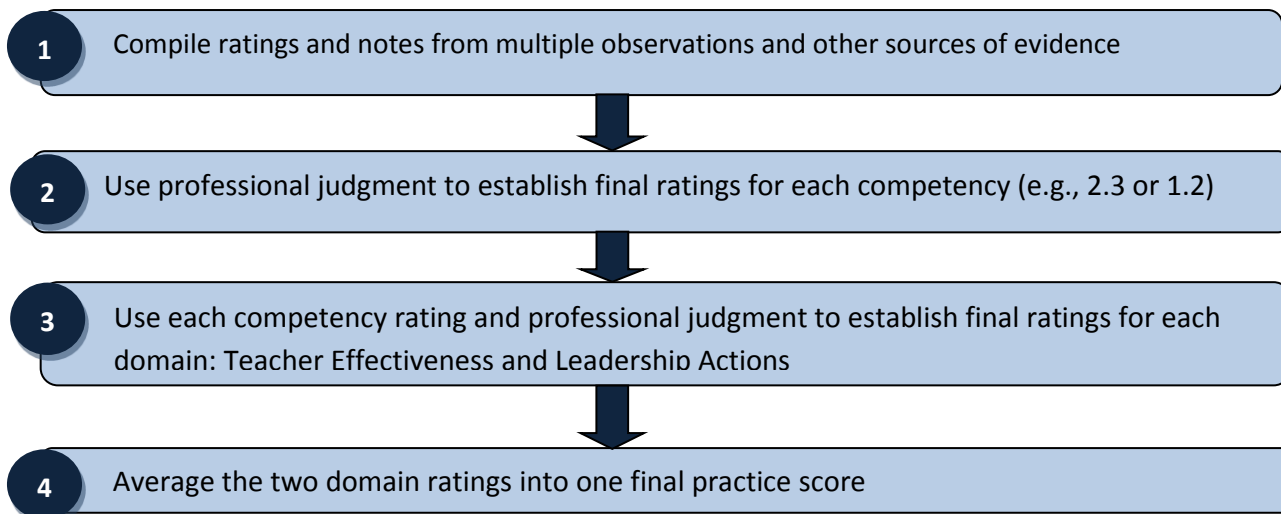 1 Compile ratings and notes from multiple observations and other sources of evidence
2 Use professional judgment to establish final ratings for each competency (e.g., 2.3 or 1.2)
3 Use each competency rating and professional judgment to establish final ratings for each
domain: Teacher Effectiveness and Leadership Actions
4 Average the two domain ratings into one final practice score